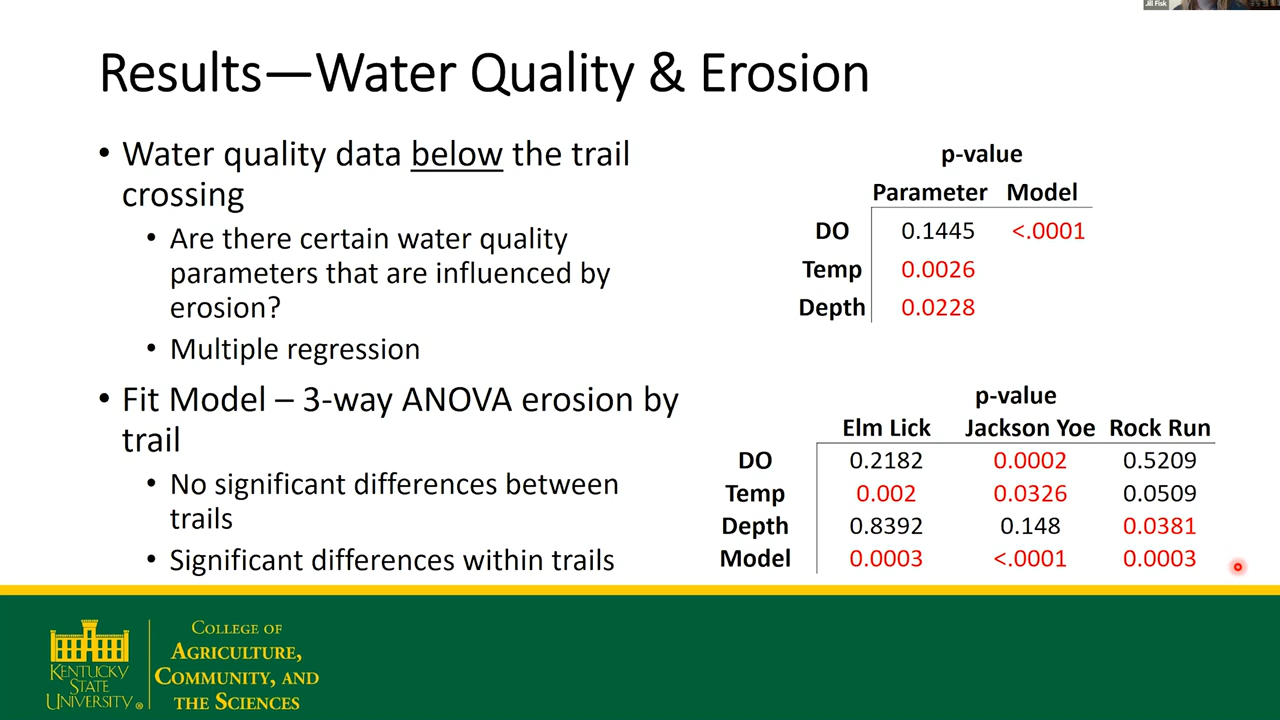 Jill Fisk
Results—Water Quality & Erosion
• Water quality data below the trail
crossing
• Are there certain water quality
parameters that are influenced by
erosion?
• Multiple regression
• Fit Model – 3-way ANOVA erosion by
trail
• No significant differences between
trails
• Significant differences within trails
p-value
Parameter Model
DO 0.1445 <.0001
Temp 0.0026
Depth 0.0228
p-value
Elm Lick Jackson Yoe Rock Run
DO 0.2182 0.0002 0.5209
Temp 0.002 0.0326 0.0509
Depth 0.8392 0.148 0.0381
Model 0.0003 <.0001 0.0003
KENTUCKY
STATE
UNIVERSITY®
COLLEGE OF
AGRICULTURE,
COMMUNITY, AND
THE SCIENCES